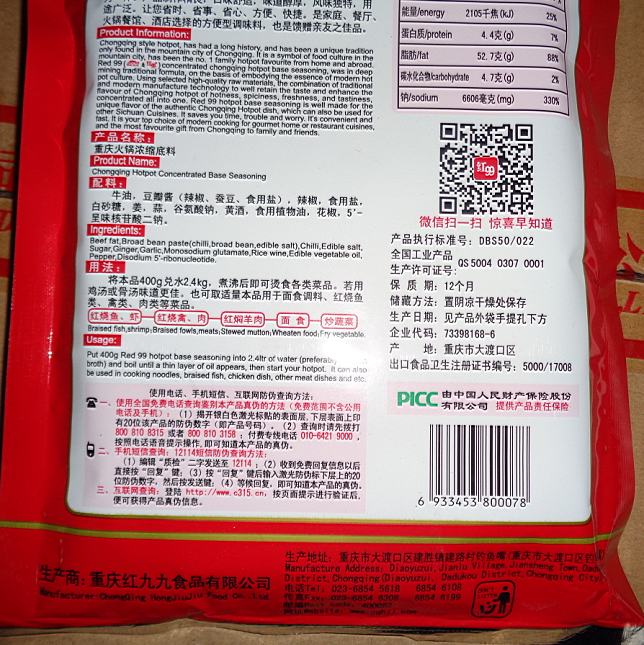 途广泛。让您省时、省事、省心、方便、快捷。是家庭、餐厅、
火锅餐馆、酒店选择的方便型调味料，也是馈赠亲友之佳品。
Product Information:
Chongqing style hotpot, has had a long history, and has been a unique tradition
only found in the mountain city of Chongqing. It is a symbol of food culture in the
mountain city, has been the no. 1 family hotpot favourite from home and abroad.
Red 99 concentrated chongqing hotpot base seasoning, was in deep
mining traditional formula, on the basis of embodying the essence of modern hot
pot culture. Using selected high-quality raw materials, the combination of traditional
and modern manufacture technology to well retain the taste and enhance the
flavour of Chongqing hotpot of hotness, spiciness, freshness, and tastiness,
concentrated all into one. Red 99 hotpot base seasoning is well made for the
unique flavor of the authentic Chongqing Hotpot dish, which can also be used for
other Sichuan Cuisines. It saves you time, trouble and worry. It's convenient and
fast. It is your top choice of modern cooking for gourmet home or restaurant cuisines,
and the most favourite gift from Chongqing to family and friends.
产品名称：
重庆火锅浓缩底料
Product Name:
Chongqing Hotpot Concentrated Base Seasoning
配料：
牛油，豆瓣酱（辣椒、蚕豆、食用盐），辣椒，食用盐，
白砂糖，姜，蒜，谷氨酸钠，黄酒，食用植物油，花椒，5'-
呈味核苷酸二钠。
Ingredients:
Beef fat,Broad bean paste(chilli,broad bean,edible salt),Chilli,Edible salt,
Sugar,Ginger,Garlic,Monosodium glutamate,Rice wine,Edible vegetable oil,
Pepper,Disodium 5'-ribonucleotide.
用法：
将本品400g兑水2.4kg，煮沸后即可烫食各类菜品。若用
鸡汤或骨汤味道更佳。也可取适量本品用于面食调料、红烧鱼
类、禽类、肉类等菜品。
红烧鱼、虾 红烧禽、肉 红焖羊肉 面 食 炒蔬菜
Braised fish,shrimp Braised fowls,meats Stewed mutton Wheaten food Fry vegetable
Usage:
Put 400g Red 99 hotpot base seasoning into 2.4ltr of water (preferab
broth) and boil until a thin layer of oil appears, then start your hotpot. It can also
be used in cooking noodles, braised fish, chicken dish, other meat dishes and etc.
使用电话、手机短信、互联网防伪查询方法：
一、使用全国免费电话查询鉴别本产品真伪的方法（免费范围不含公用
电话及手机）：（1）揭开银白色激光标贴的表面层，下层表面上印
有20位该产品的防伪数字（即产品号码）。（2）查询时请先拨打
800 810 8315 或者 800 810 3158；付费专线电话 010-6421 9000，
按照电话语音提示操作，即可知道本产品的真伪。
二、手机短信查询：12114短信防伪查询方法：
（1）编辑“质检”二字发送至 12114；（2）收到免费回复信息以后
直接按“回复”键；（3）按“回复”键后输入激光防伪标下层上的20
位防伪数字，然后按发送键；（4）等候回复，即可知道本产品的真伪。
三、互联网查询：登陆 http://www.c315.cn，按页面提示进行验证后，
便可获得产品真伪信息。
能量/energy 2105千焦(kJ) 25%
蛋白质/protein 4.4克(g) 7%
脂肪/fat 52.7克(g) 88%
碳水化合物/carbohydrate 4.7克(g) 2%
钠/sodium 6606毫克(mg) 330%
红99
微信扫一扫 惊喜早知道
产品执行标准号：DBS50/022
全国工业产品
生产许可证号：QS5004 0307 0001
保 质 期：12个月
储藏方法：置阴凉干燥处保存
生产日期：见产品外袋手提孔下方
企业代码：73398168-6
产 地：重庆市大渡口区
出口食品卫生注册证书编号：5000/17008
PICC 由中国人民财产保险股份
有限公司 提供产品责任保险
6 933453 800078
生产商：重庆红九九食品有限公司
Manufacturer:ChongQing HongJiuJiu Food Co.,Ltd.
生产地址：重庆市大渡口区建胜镇建路村钓鱼嘴(重庆市大渡口区钓
Manufacture Address: Diaoyuzui,Jianlu Village,Jiansheng Town,
District,Chongqing(Diaoyuzui, Dadukou District,Chongqing City)
电话Tel: 023-6854 5618 6854 6108
传真Fax: 023-6854 6308 6854 6199